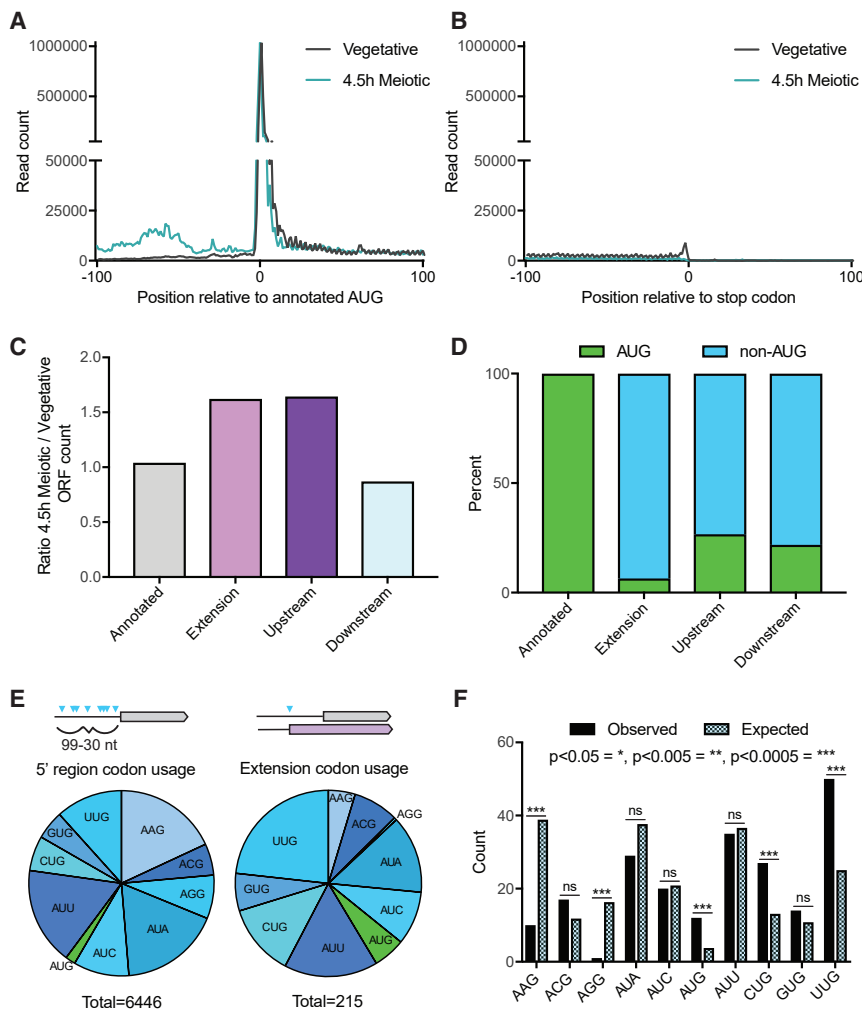 A
1000000
500000
50000
25000
0
Read count
Vegetative
4.5h Meiotic
-100
0
100
Position relative to annotated AUG
B
1000000
500000
50000
25000
0
Read count
Vegetative
4.5h Meiotic
-100
0
100
Position relative to stop codon
C
2.0
1.5
1.0
0.5
0.0
Ratio 4.5h Meiotic / Vegetative
ORF count
Annotated
Extension
Upstream
Downstream
D
AUG
non-AUG
100
50
0
Percent
Annotated
Extension
Upstream
Downstream
E
99-30 nt
5' region codon usage
UUG
AAG
GUG
ACG
CUG
AGG
AUU
AUA
AUG
AUC
Total=6446
Extension codon usage
AAG
AGG
ACG
UUG
AUA
GUG
AUC
CUG
AUG
AUU
Total=215
F
Observed
Expected
p<0.05 = *, p<0.005 = **, p<0.0005 = ***
60
40
20
0
Count
***
ns
***
ns
ns
***
ns
***
ns
***
AAG
ACG
AGG
AUA
AUC
AUG
AUU
CUG
GUG
UUG